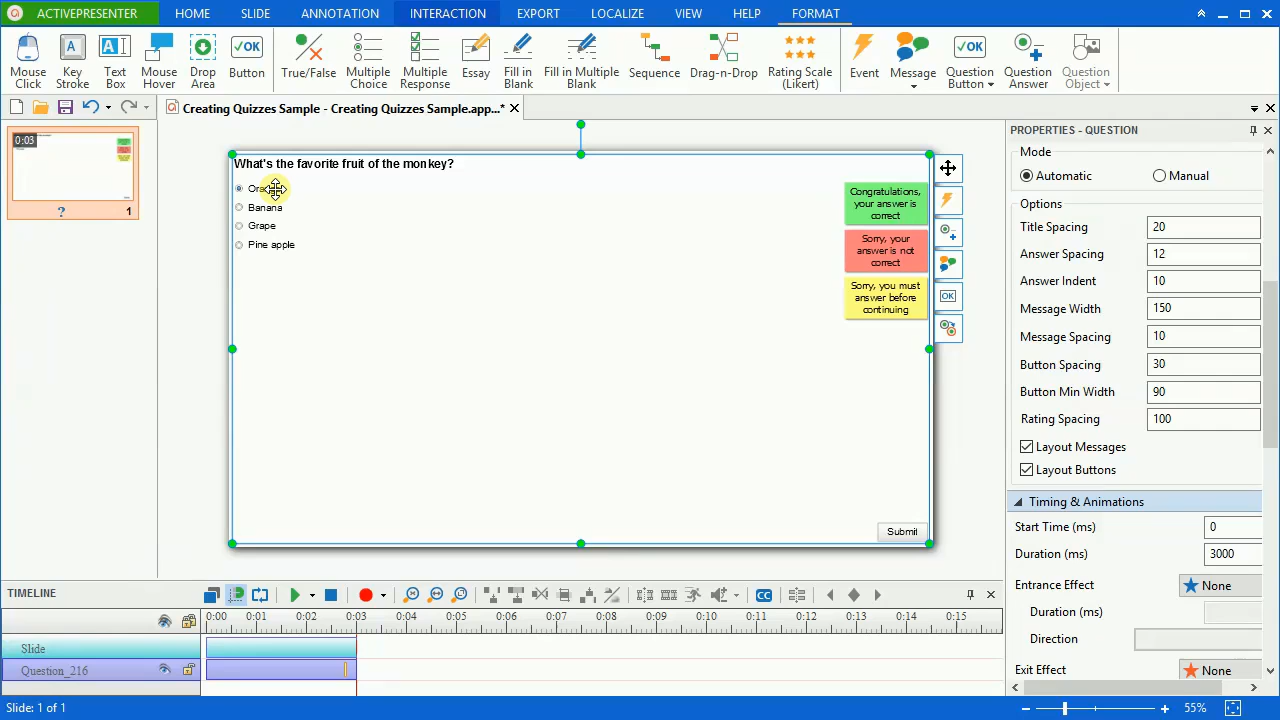 ACTIVEPRESENTER
HOME
SLIDE
ANNOTATION
INTERACTION
EXPORT
LOCALIZE
VIEW
HELP
FORMAT
Mouse
Click
Key
Stroke
Text
Box
Mouse
Hover
Drop
Area
OK
Button
True/False
Multiple
Choice
Multiple
Response
Essay
Fill in
Blank
Fill in Multiple
Blank
Sequence
Drag-n-Drop
Rating Scale
(Likert)
Event
Message
OK
Question
Button
Question
Answer
Question
Object
Creating Quizzes Sample - Creating Quizzes Sample.app...*
0:03
1
What's the favorite fruit of the monkey?
Banana
Grape
Pine apple
Congratulations,
your answer is
correct
Sorry, your
answer is not
correct
Sorry, you must
answer before
continuing
Submit
OK
PROPERTIES - QUESTION
Mode
Automatic
Manual
Options
Title Spacing 20
Answer Spacing 12
Answer Indent 10
Message Width 150
Message Spacing 10
Button Spacing 30
Button Min Width 90
Rating Spacing 100
Layout Messages
Layout Buttons
Timing & Animations
Start Time (ms) 0
Duration (ms) 3000
Entrance Effect None
Duration (ms)
Direction
Exit Effect None
TIMELINE
CC
0:00 0:01 0:02 0:03 0:04 0:05 0:06 0:07 0:08 0:09 0:10 0:11 0:12 0:13 0:14 0:15
Slide
Question_216
Slide: 1 of 1
55%